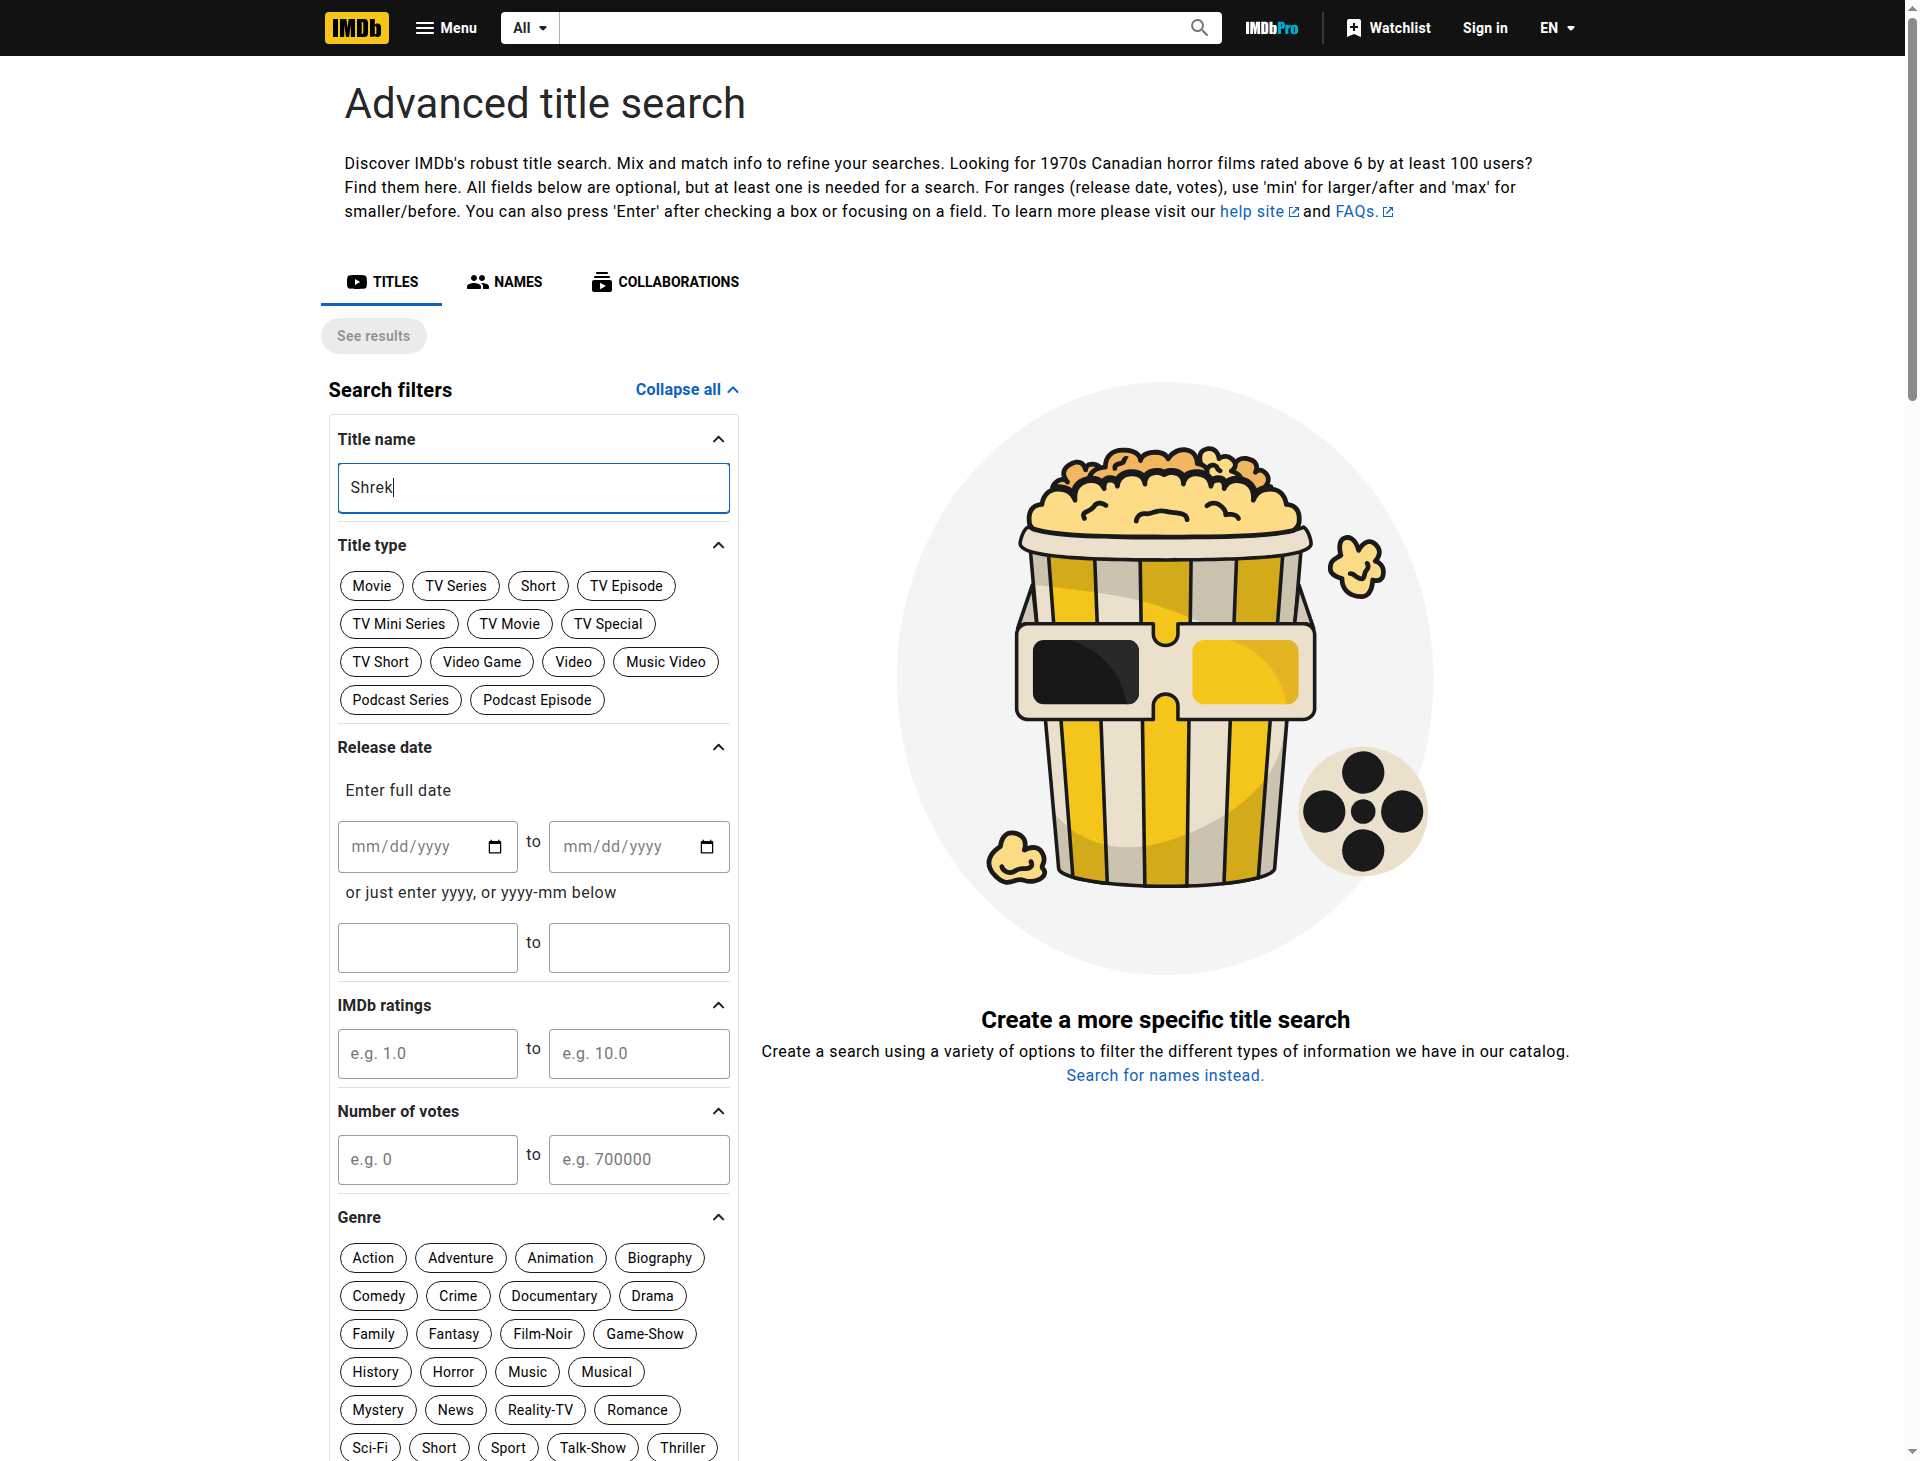 IMDb Menu All IMDbPro Watchlist Sign in EN
Advanced title search
Discover IMDb's robust title search. Mix and match info to refine your searches. Looking for 1970s Canadian horror films rated above 6 by at least 100 users?
Find them here. All fields below are optional, but at least one is needed for a search. For ranges (release date, votes), use 'min' for larger/after and 'max' for
smaller/before. You can also press 'Enter' after checking a box or focusing on a field. To learn more please visit our help site and FAQs.
TITLES NAMES COLLABORATIONS
See results
Search filters Collapse all
Title name
Shrek
Title type
Movie TV Series Short TV Episode
TV Mini Series TV Movie TV Special
TV Short Video Game Video Music Video
Podcast Series Podcast Episode
Release date
Enter full date
mm/dd/yyyy to mm/dd/yyyy
or just enter yyyy, or yyyy-mm below
to
IMDb ratings
e.g. 1.0 to e.g. 10.0
Number of votes
e.g. 0 to e.g. 700000
Genre
Action Adventure Animation Biography
Comedy Crime Documentary Drama
Family Fantasy Film-Noir Game-Show
History Horror Music Musical
Mystery News Reality-TV Romance
Sci-Fi Short Sport Talk-Show Thriller
Create a more specific title search
Create a search using a variety of options to filter the different types of information we have in our catalog.
Search for names instead.